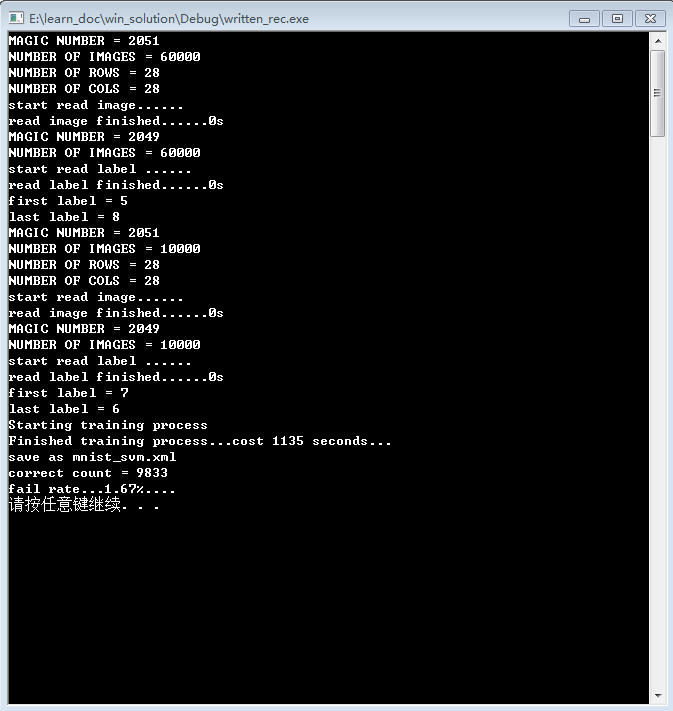 E:\learn_doc\win_solution\Debug\written_rec.exe
MAGIC NUMBER = 2051
NUMBER OF IMAGES = 60000
NUMBER OF ROWS = 28
NUMBER OF COLS = 28
start read image......
read image finished......0s
MAGIC NUMBER = 2049
NUMBER OF IMAGES = 60000
start read label ......
read label finished......0s
first label = 5
last label = 8
MAGIC NUMBER = 2051
NUMBER OF IMAGES = 10000
NUMBER OF ROWS = 28
NUMBER OF COLS = 28
start read image......
read image finished......0s
MAGIC NUMBER = 2049
NUMBER OF IMAGES = 10000
start read label ......
read label finished......0s
first label = 7
last label = 6
Starting training process
Finished training process...cost 1135 seconds...
save as mnist_svm.xml
correct count = 9833
fail rate...1.67%....
请按任意键继续. . .